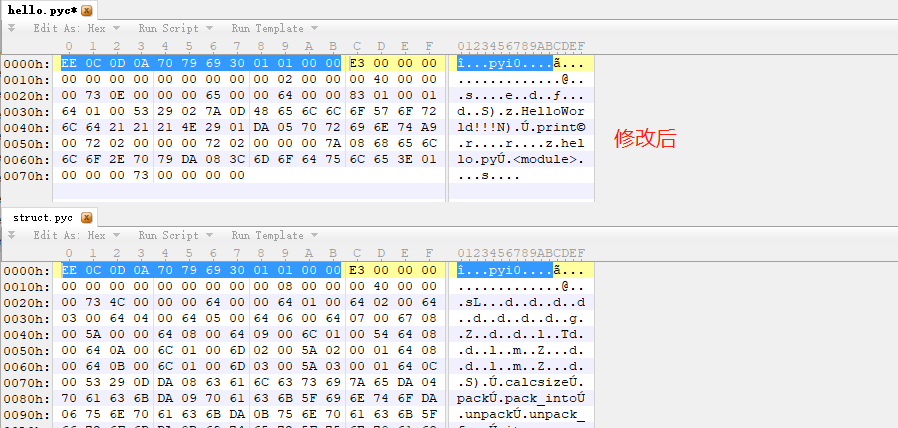 hello.pyc*
Edit As: Hex Run Script Run Template
0 1 2 3 4 5 6 7 8 9 A B C D E F 0123456789ABCDEF
0000h: EE 0C 0D 0A 70 79 69 30 01 01 00 00 E3 00 00 00 î...pyi0....ã...
0010h: 00 00 00 00 00 00 00 00 00 02 00 00 00 40 00 00 .............@..
0020h: 00 73 0E 00 00 00 65 00 00 64 00 00 83 01 00 01 .s....e..d..ƒ...
0030h: 64 01 00 53 29 02 7A 0D 48 65 6C 6C 6F 57 6F 72 d..S).z.HelloWor
0040h: 6C 64 21 21 21 4E 29 01 DA 05 70 72 69 6E 74 A9 ld!!!N).Ú.print©
0050h: 00 72 02 00 00 00 72 02 00 00 00 7A 08 68 65 6C .r....r....z.hel
0060h: 6C 6F 2E 70 79 DA 08 3C 6D 6F 64 75 6C 65 3E 01 lo.pyÚ.<module>.
0070h: 00 00 00 73 00 00 00 00 ...s....
修改后
struct.pyc
Edit As: Hex Run Script Run Template
0 1 2 3 4 5 6 7 8 9 A B C D E F 0123456789ABCDEF
0000h: EE 0C 0D 0A 70 79 69 30 01 01 00 00 E3 00 00 00 î...pyi0....ã...
0010h: 00 00 00 00 00 00 00 00 00 08 00 00 00 40 00 00 .............@..
0020h: 00 73 4C 00 00 00 64 00 00 64 01 00 64 02 00 64 .sL...d..d..d..d
0030h: 03 00 64 04 00 64 05 00 64 06 00 64 07 00 67 08 ..d..d..d..d..g.
0040h: 00 5A 00 00 64 08 00 64 09 00 6C 01 00 54 64 08 .Z..d..d..l..Td.
0050h: 00 64 0A 00 6C 01 00 6D 02 00 5A 02 00 01 64 08 .d..l..m..Z...d.
0060h: 00 64 0B 00 6C 01 00 6D 03 00 5A 03 00 01 64 0C .d..l..m..Z...d.
0070h: 00 53 29 0D DA 08 63 61 6C 63 73 69 7A 65 DA 04 .S).Ú.calcsizeÚ.
0080h: 70 61 63 6B DA 09 70 61 63 6B 5F 69 6E 74 6F DA packÚ.pack_intoÚ
0090h: 06 75 6E 70 61 63 6B DA 0B 75 6E 70 61 63 6B 5F .unpackÚ.unpack_